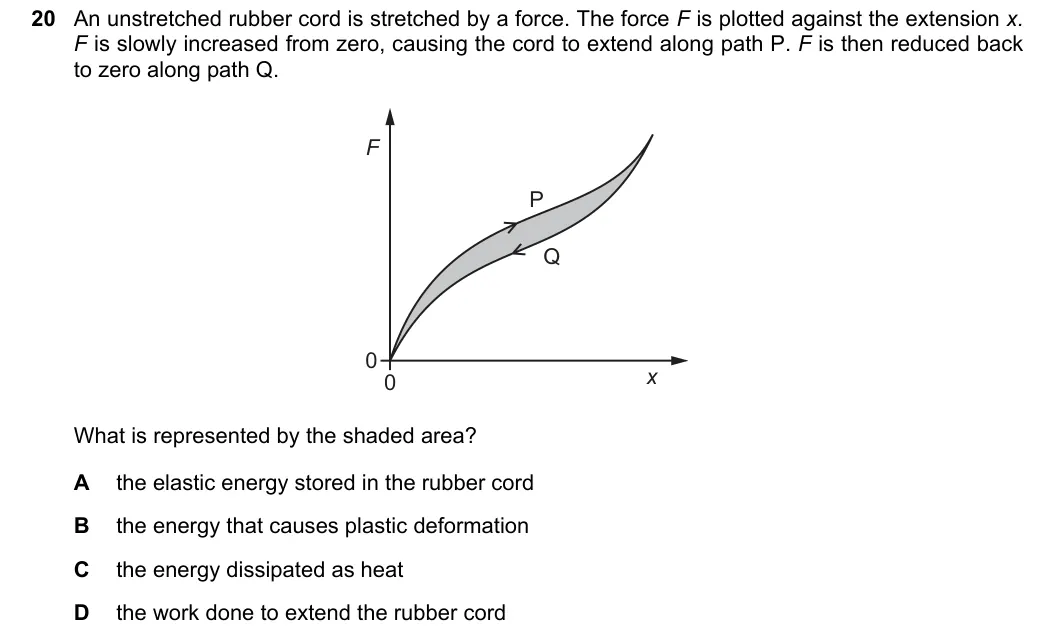 20 An unstretched rubber cord is stretched by a force. The force F is plotted against the extension x.
F is slowly increased from zero, causing the cord to extend along path P. F is then reduced back
to zero along path Q.
F
P
Q
0
0
x
What is represented by the shaded area?
A the elastic energy stored in the rubber cord
B the energy that causes plastic deformation
C the energy dissipated as heat
D the work done to extend the rubber cord